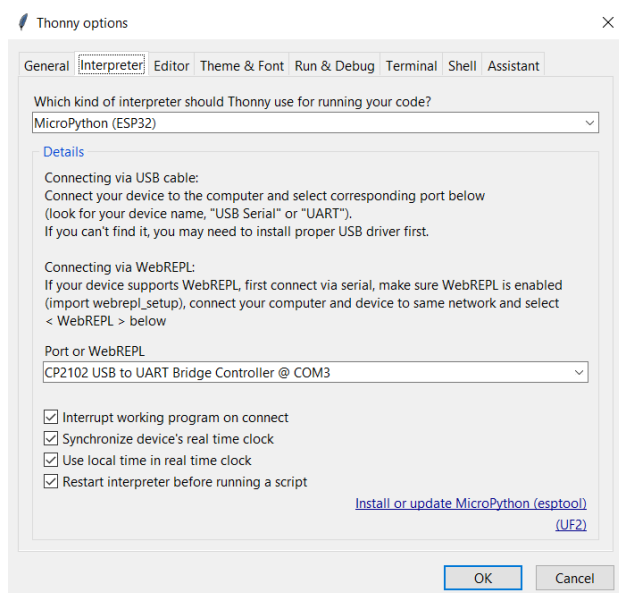 Thonny options
General Interpreter Editor Theme & Font Run & Debug Terminal Shell Assistant
Which kind of interpreter should Thonny use for running your code?
MicroPython (ESP32)
Details
Connecting via USB cable:
Connect your device to the computer and select corresponding port below
(look for your device name, "USB Serial" or "UART").
If you can't find it, you may need to install proper USB driver first.
Connecting via WebREPL:
If your device supports WebREPL, first connect via serial, make sure WebREPL is enabled
(import webrepl_setup), connect your computer and device to same network and select
< WebREPL > below
Port or WebREPL
CP2102 USB to UART Bridge Controller @ COM3
Interrupt working program on connect
Synchronize device's real time clock
Use local time in real time clock
Restart interpreter before running a script
Install or update MicroPython (esptool)
(UF2)
OK Cancel